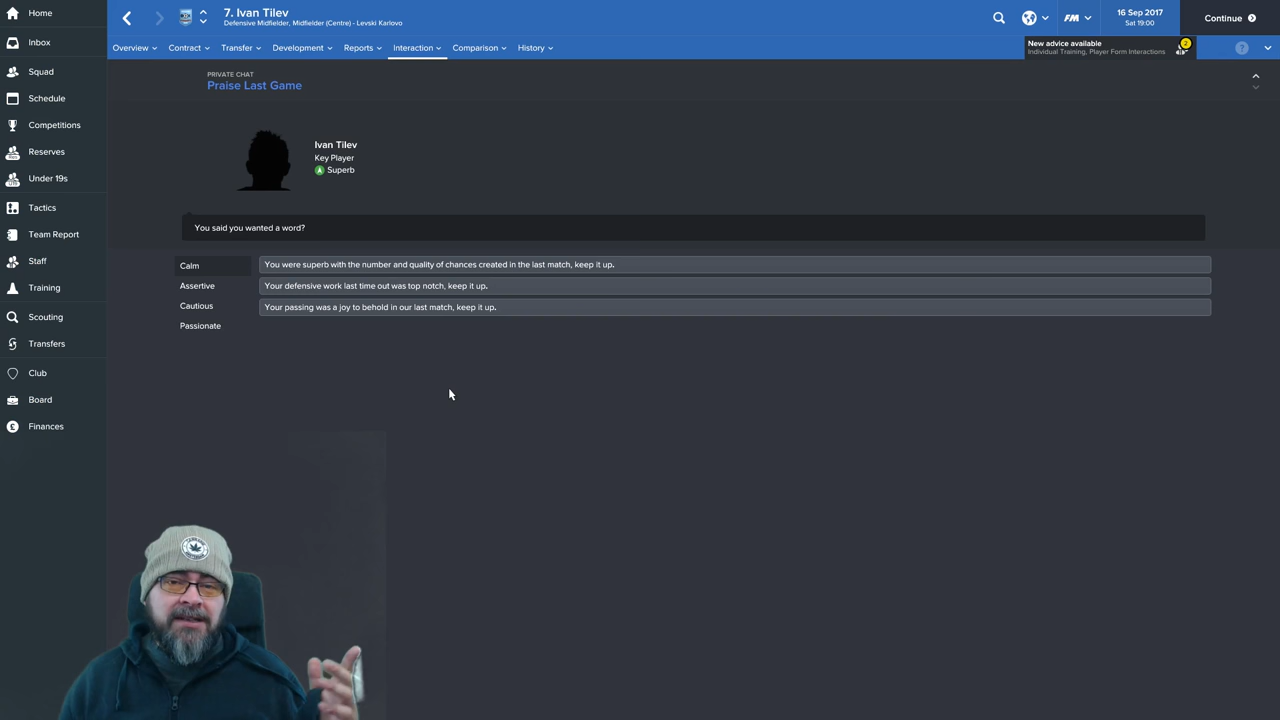 Home
Inbox
Squad
Schedule
Competitions
Reserves
Under 19s
Tactics
Team Report
Staff
Training
Scouting
Transfers
Club
Board
Finances
7. Ivan Tilev
Defensive Midfielder, Midfielder (Centre) - Levski Karlovo
FM
16 Sep 2017
Sat 19:00
Continue
Overview
Contract
Transfer
Development
Reports
Interaction
Comparison
History
New advice available
Individual Training, Player Form Interactions
2
?
PRIVATE CHAT
Praise Last Game
Ivan Tilev
Key Player
A Superb
You said you wanted a word?
Calm
Assertive
Cautious
Passionate
You were superb with the number and quality of chances created in the last match, keep it up.
Your defensive work last time out was top notch, keep it up.
Your passing was a joy to behold in our last match, keep it up.